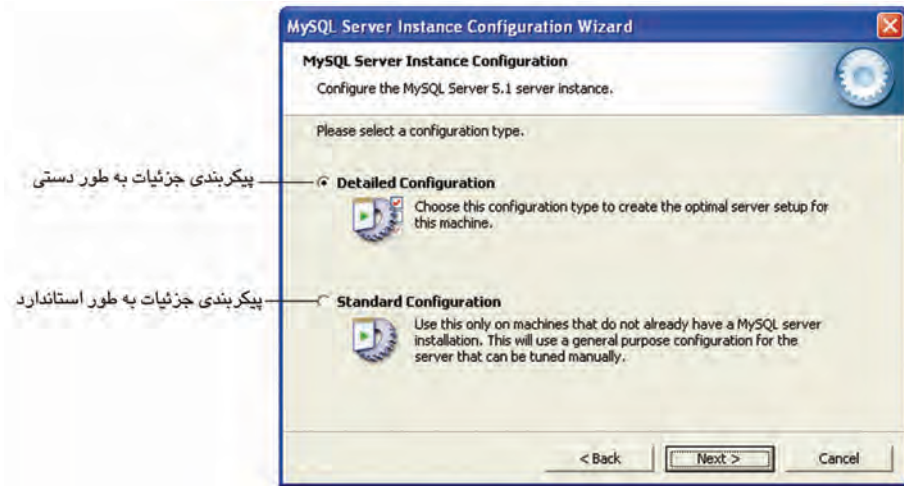 MySQL Server Instance Configuration Wizard
MySQL Server Instance Configuration
Configure the MySQL Server 5.1 server instance.
Please select a configuration type.
پیکربندی جزئیات به طور دستی
Detailed Configuration
Choose this configuration type to create the optimal server setup for
this machine.
پیکربندی جزئیات به طور استاندارد
Standard Configuration
Use this only on machines that do not already have a MySQL server
installation. This will use a general purpose configuration for the
server that can be tuned manually.
< Back
Next >
Cancel